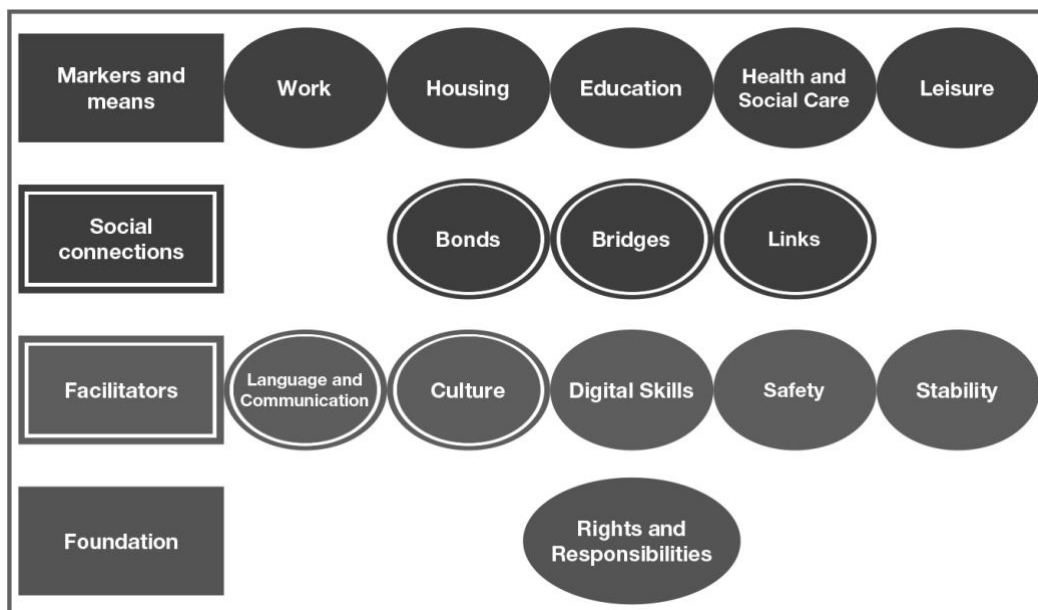 Markers and
means
Work
Housing
Education
Health and
Social Care
Leisure
Social
connections
Bonds
Bridges
Links
Facilitators
Language and
Communication
Culture
Digital Skills
Safety
Stability
Foundation
Rights and
Responsibilities